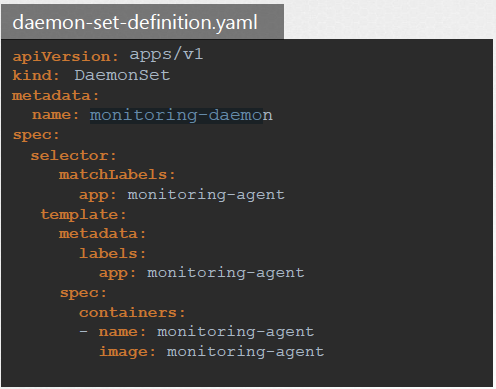 daemon-set-definition.yaml
apiVersion: apps/v1
kind: DaemonSet
metadata:
  name: monitoring-daemon
spec:
  selector:
     matchLabels:
       app: monitoring-agent
   template:
     metadata:
       labels:
         app: monitoring-agent
     spec:
       containers:
       - name: monitoring-agent
         image: monitoring-agent